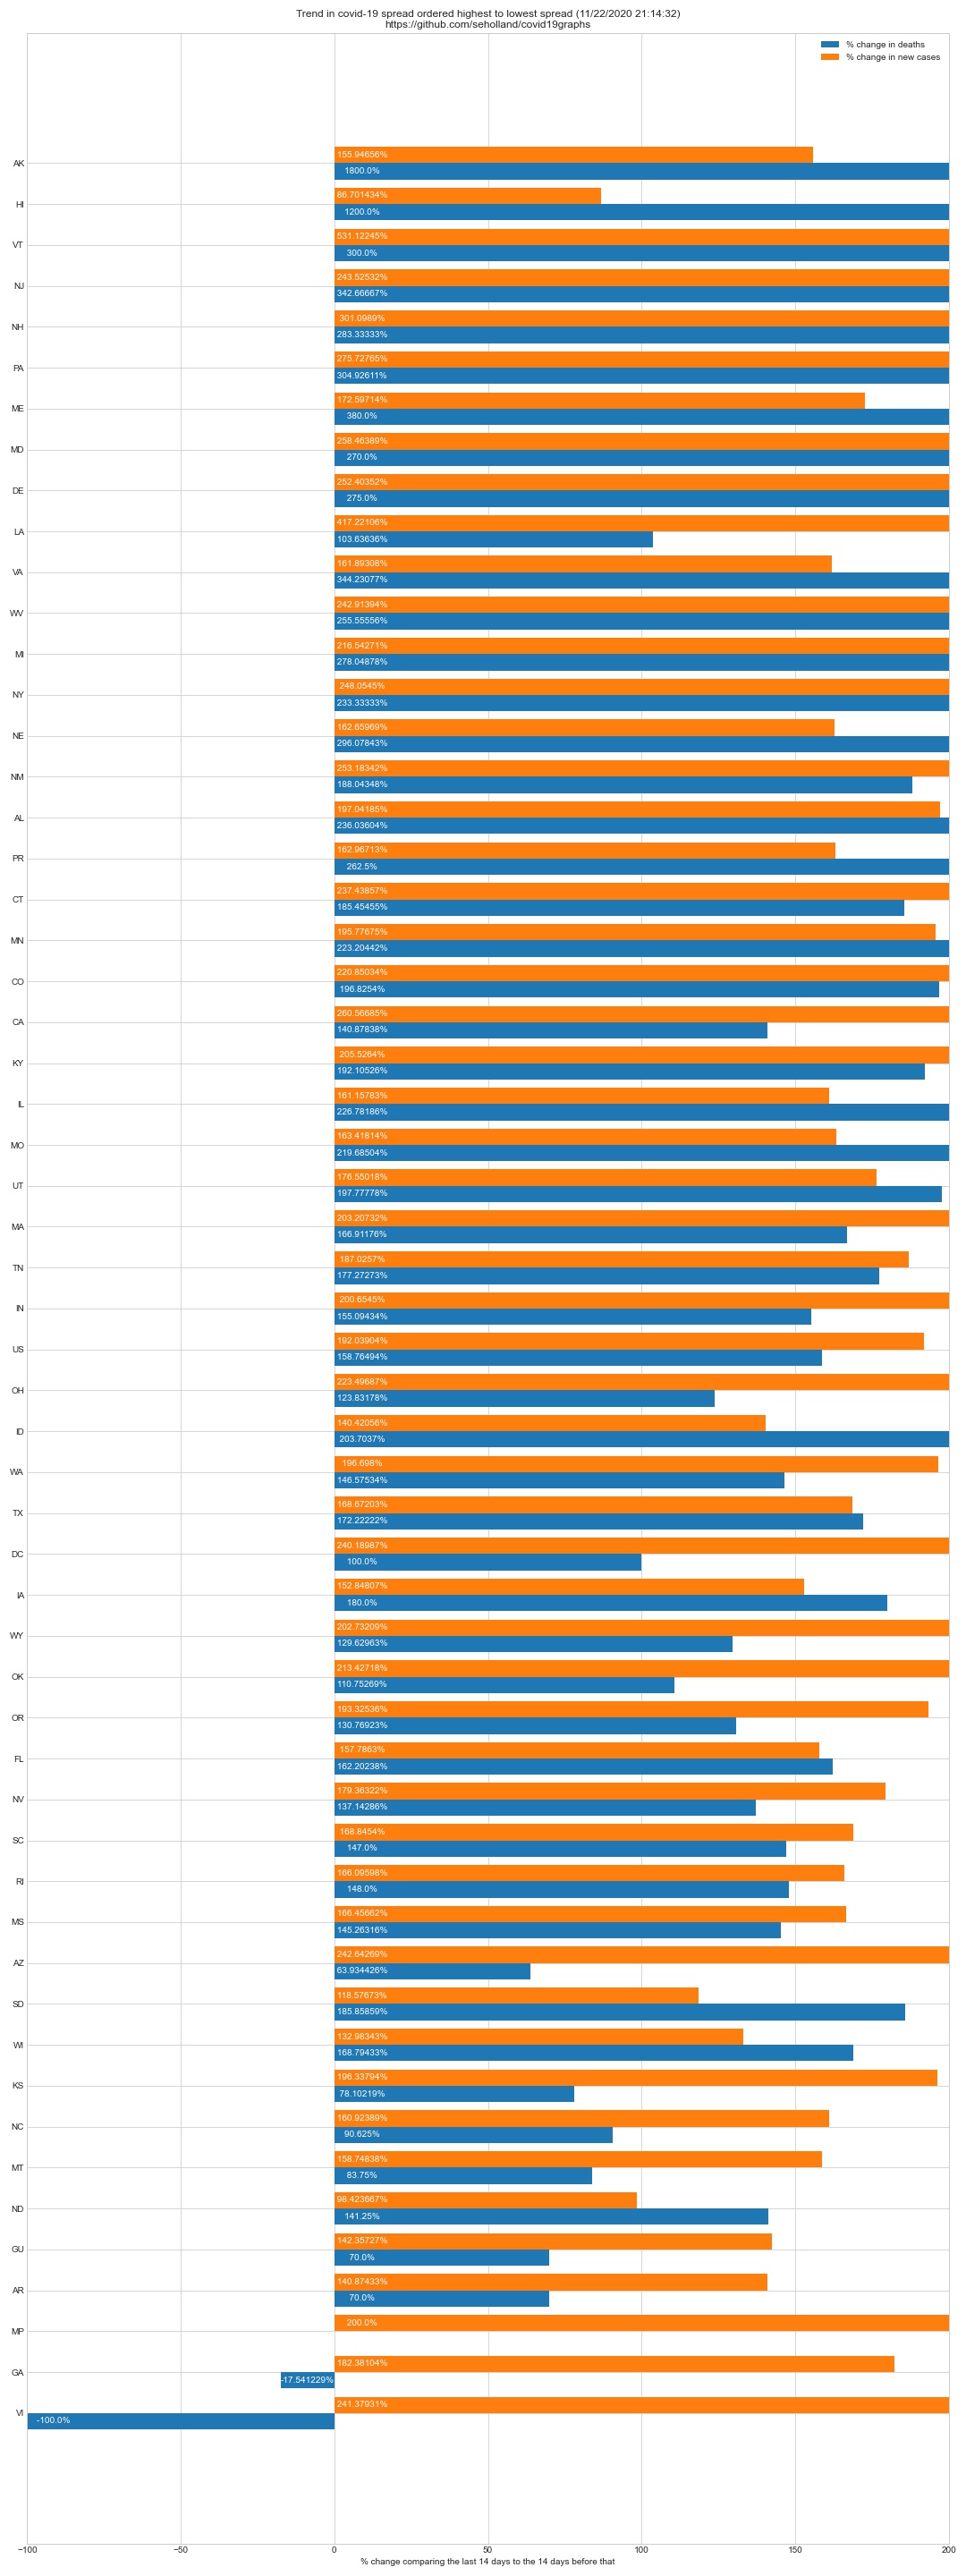 Trend in covid-19 spread ordered highest to lowest spread (11/22/2020 21:14:32)
https://github.com/seholland/covid19graphs
% change in deaths
% change in new cases
155.94656%
AK
1800.0%
86.701434%
HI
1200.0%
531.12245%
VT
300.0%
243.52532%
NJ
342.66667%
301.0989%
NH
283.33333%
275.72765%
PA
304.92611%
172.59714%
ME
380.0%
258.46389%
MD
270.0%
252.40352%
DE
275.0%
417.22106%
LA
103.63636%
161.89308%
VA
344.23077%
242.91394%
WV
255.55556%
216.54271%
MI
278.04878%
248.0545%
NY
233.33333%
162.65969%
NE
296.07843%
253.18342%
NM
188.04348%
197.04185%
AL
236.03604%
162.96713%
PR
262.5%
237.43857%
CT
185.45455%
195.77675%
MN
223.20442%
220.85034%
CO
196.8254%
260.56685%
CA
140.87838%
205.5264%
KY
192.10526%
161.15783%
IL
226.78186%
163.41814%
MO
219.68504%
176.55018%
UT
197.77778%
203.20732%
MA
166.91176%
187.0257%
TN
177.27273%
200.6545%
IN
155.09434%
192.03904%
US
158.76494%
223.49687%
OH
123.83178%
140.42056%
ID
203.7037%
196.698%
WA
146.57534%
168.67203%
TX
172.22222%
240.18987%
DC
100.0%
152.84807%
IA
180.0%
202.73209%
WY
129.62963%
213.42718%
OK
110.75269%
193.32536%
OR
130.76923%
157.7863%
FL
162.20238%
179.36322%
NV
137.14286%
168.8454%
SC
147.0%
166.09598%
RI
148.0%
166.45662%
MS
145.26316%
242.64269%
AZ
63.934426%
118.57673%
SD
185.85859%
132.98343%
WI
168.79433%
196.33794%
KS
78.10219%
160.92389%
NC
90.625%
158.74838%
MT
83.75%
98.423667%
ND
141.25%
142.35727%
GU
70.0%
140.87433%
AR
70.0%
200.0%
MP
182.38104%
GA
-17.541229%
241.37931%
VI
-100.0%
−100 −50 0 50 100 150 200
% change comparing the last 14 days to the 14 days before that